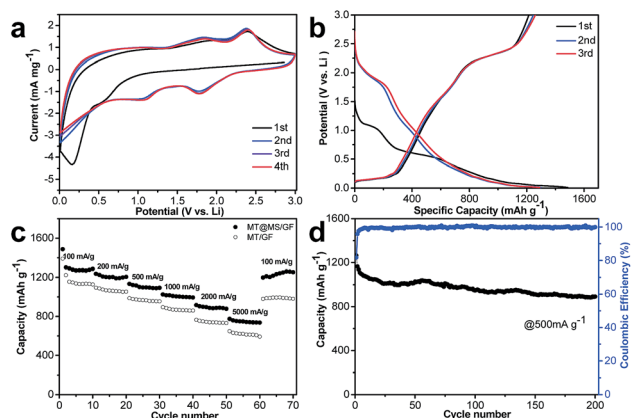 a
Current (mA mg⁻¹)
2
1
0
-1
-2
-3
-4
-5
1st
2nd
3rd
4th
0.0 0.5 1.0 1.5 2.0 2.5 3.0
Potential (V vs. Li)
b
Potential (V vs. Li)
3.0
2.5
2.0
1.5
1.0
0.5
0.0
1st
2nd
3rd
0 400 800 1200 1600
Specific Capacity (mAh g⁻¹)
c
Capacity (mAh g⁻¹)
1600
1200
800
400
0
MT@MS/GF
MT/GF
100 mA/g
200 mA/g
500 mA/g
1000 mA/g
2000 mA/g
5000 mA/g
100 mA/g
0 10 20 30 40 50 60 70
Cycle number
d
Capacity (mAh g⁻¹)
1600
1200
800
400
0
@500mA g⁻¹
100
80
60
40
20
0
Coulombic Efficiency (%)
0 50 100 150 200
Cycle number